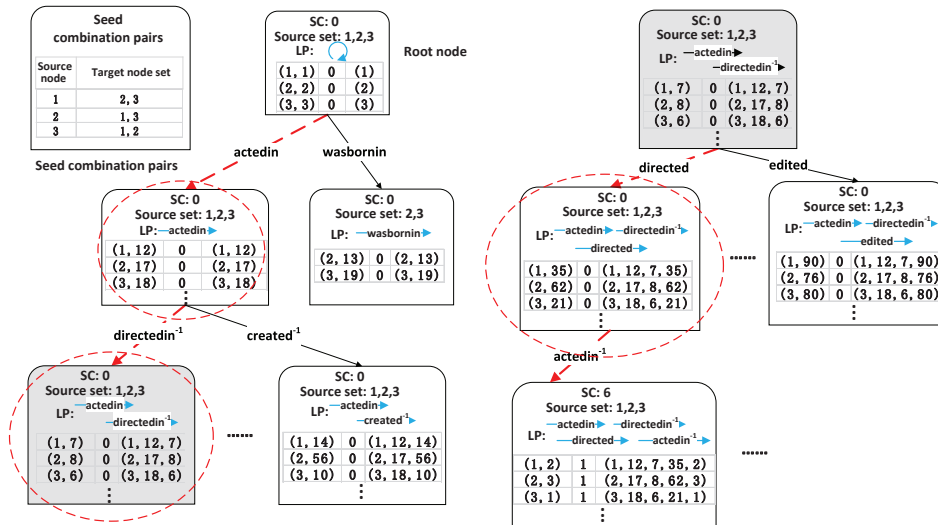 Seed
combination pairs
Source node | Target node set
1 | 2, 3
2 | 1, 3
3 | 1, 2
Seed combination pairs
SC: 0
Source set: 1,2,3
LP:
(1, 1) 0 (1)
(2, 2) 0 (2)
(3, 3) 0 (3)
Root node
actedin
wasbornin
SC: 0
Source set: 1,2,3
LP: actedin
(1, 12) 0 (1, 12)
(2, 17) 0 (2, 17)
(3, 18) 0 (3, 18)
⋮
SC: 0
Source set: 2,3
LP: wasbornin
(2, 13) 0 (2, 13)
(3, 19) 0 (3, 19)
directedin⁻¹
created⁻¹
SC: 0
Source set: 1,2,3
LP: actedin
directedin⁻¹
(1, 7) 0 (1, 12, 7)
(2, 8) 0 (2, 17, 8)
(3, 6) 0 (3, 18, 6)
⋮
......
SC: 0
Source set: 1,2,3
LP: actedin
created⁻¹
(1, 14) 0 (1, 12, 14)
(2, 56) 0 (2, 17, 56)
(3, 10) 0 (3, 18, 10)
⋮
SC: 0
Source set: 1,2,3
LP: actedin
directedin⁻¹
(1, 7) 0 (1, 12, 7)
(2, 8) 0 (2, 17, 8)
(3, 6) 0 (3, 18, 6)
⋮
directed
edited
SC: 0
Source set: 1,2,3
LP: actedin directedin⁻¹
directed
(1, 35) 0 (1, 12, 7, 35)
(2, 62) 0 (2, 17, 8, 62)
(3, 21) 0 (3, 18, 6, 21)
⋮
......
SC: 0
Source set: 1,2,3
LP: actedin directedin⁻¹
edited
(1, 90) 0 (1, 12, 7, 90)
(2, 76) 0 (2, 17, 8, 76)
(3, 80) 0 (3, 18, 6, 80)
⋮
actedin⁻¹
SC: 6
Source set: 1,2,3
LP: actedin directedin⁻¹
directed actedin⁻¹
(1, 2) 1 (1, 12, 7, 35, 2)
(2, 3) 1 (2, 17, 8, 62, 3)
(3, 1) 1 (3, 18, 6, 21, 1)
⋮
......